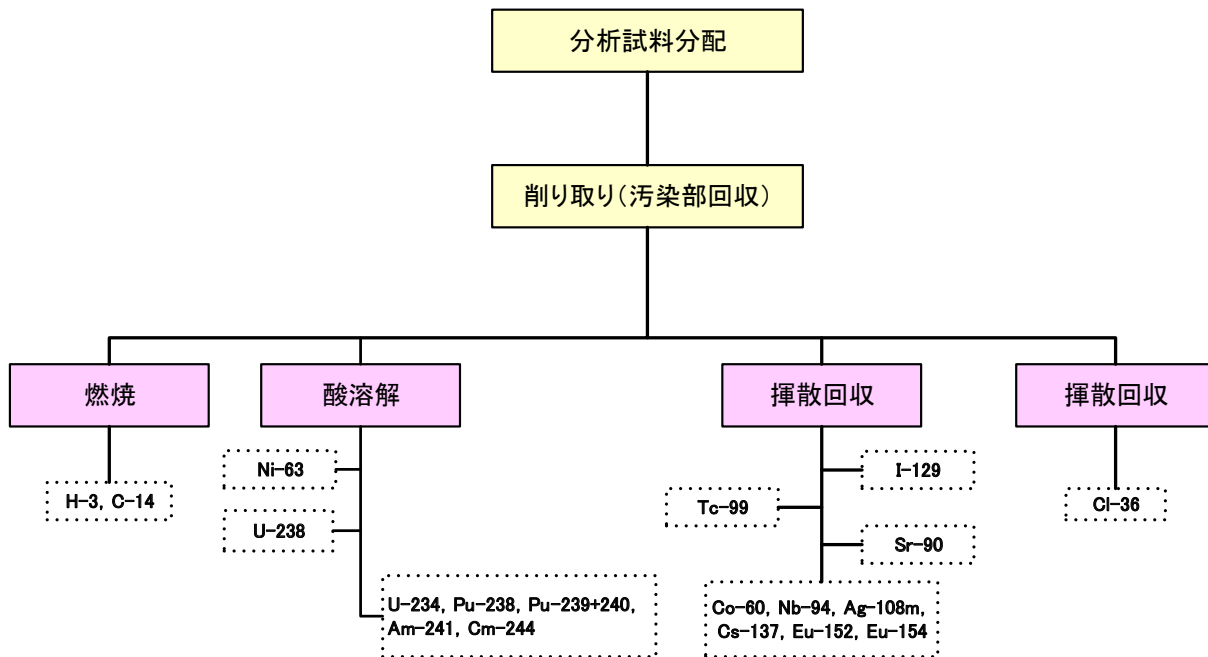 分析試料分配
削り取り(汚染部回収)
燃焼
酸溶解
揮散回収
揮散回収
H-3, C-14
Ni-63
U-238
U-234, Pu-238, Pu-239+240,
Am-241, Cm-244
I-129
Tc-99
Sr-90
Co-60, Nb-94, Ag-108m,
Cs-137, Eu-152, Eu-154
Cl-36